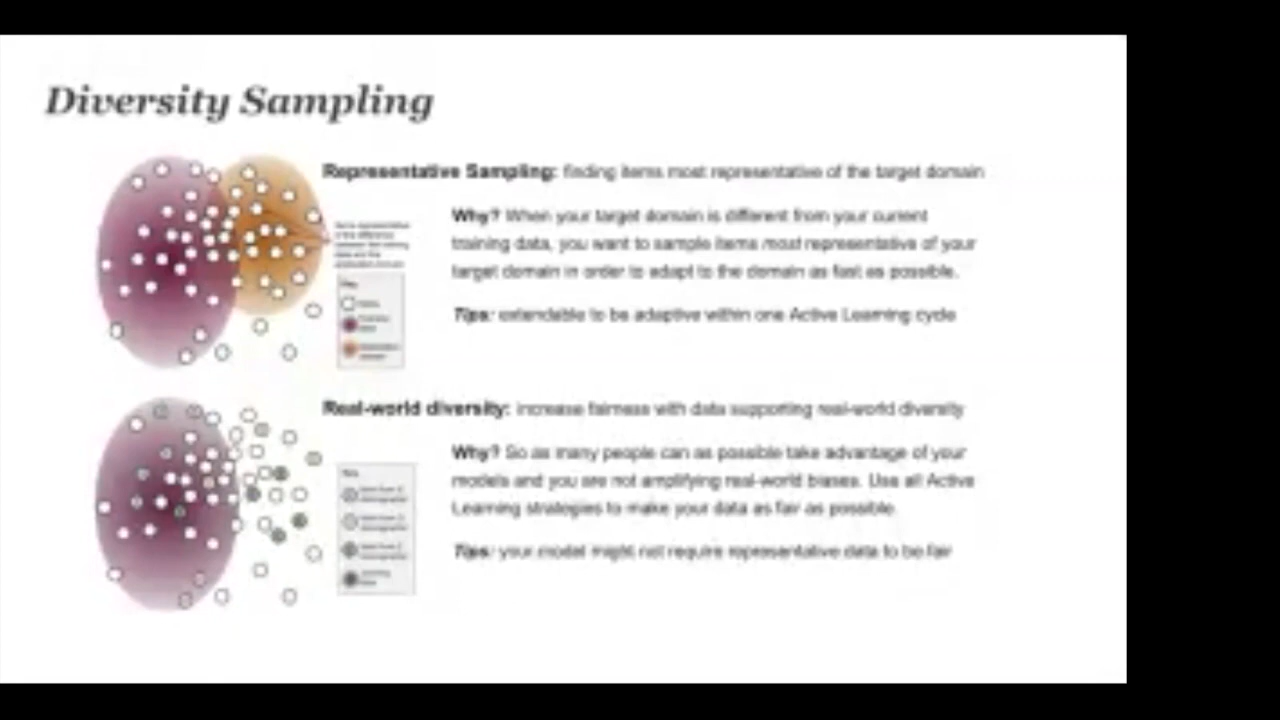 Diversity Sampling
Representative Sampling: finding items most representative of the target domain
Why? When your target domain is different from your current
training data, you want to sample items most representative of your
target domain in order to adapt to the domain as fast as possible.
Tips: extendable to be adaptive within one Active Learning cycle
Key
Real-world diversity: increase fairness with data supporting real-world diversity
Why? So as many people can as possible take advantage of your
models and you are not amplifying real-world biases. Use all Active
Learning strategies to make your data as fair as possible.
Tips: your model might not require representative data to be fair